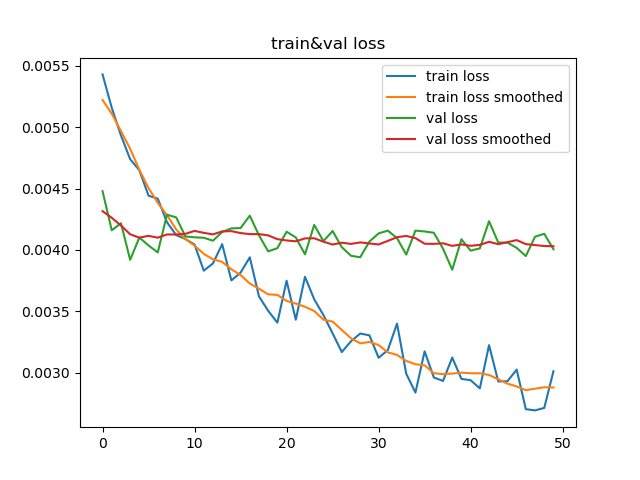 train&val loss
0.0055
0.0050
0.0045
0.0040
0.0035
0.0030
train loss
train loss smoothed
val loss
val loss smoothed
0 10 20 30 40 50